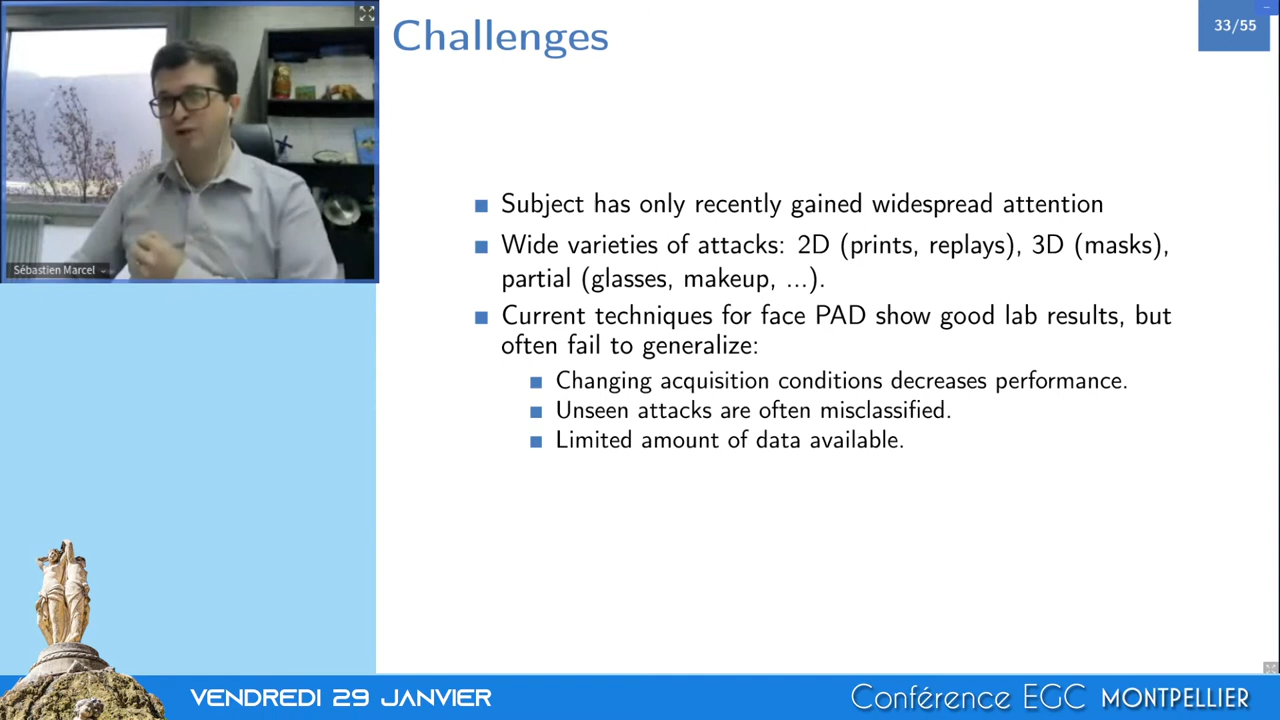 Challenges
33/55
Subject has only recently gained widespread attention
Wide varieties of attacks: 2D (prints, replays), 3D (masks),
partial (glasses, makeup, ...).
Current techniques for face PAD show good lab results, but
often fail to generalize:
Changing acquisition conditions decreases performance.
Unseen attacks are often misclassified.
Limited amount of data available.
Sébastien Marcel
VENDREDI 29 JANVIER
Conférence EGC MONTPELLIER